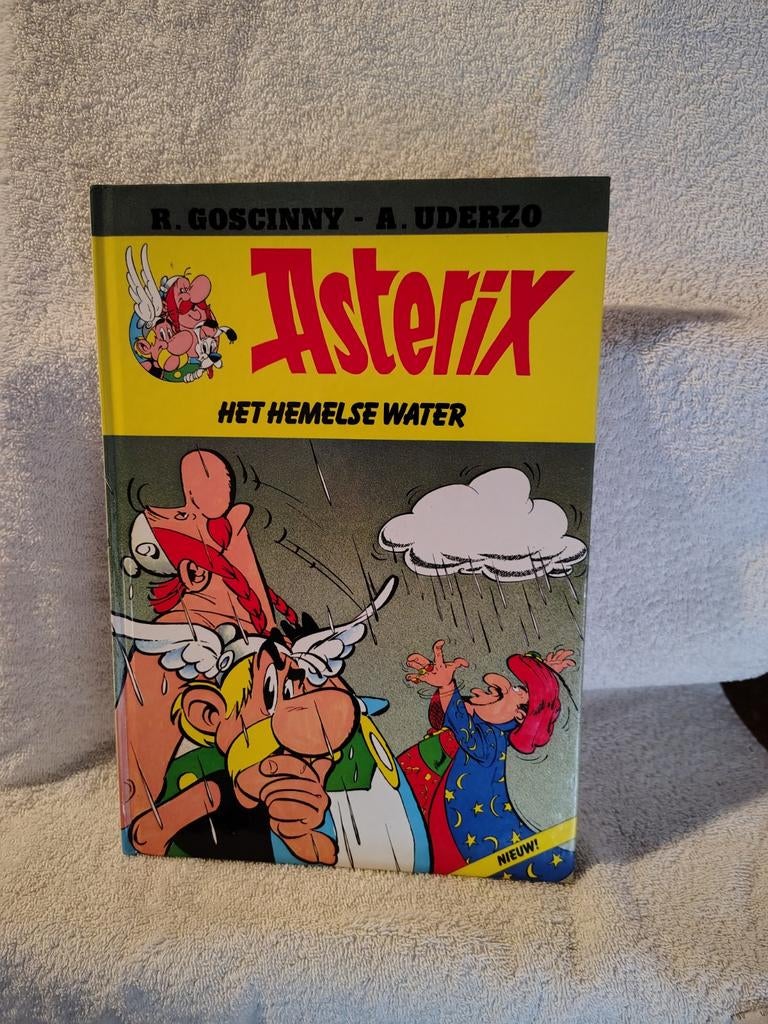 R. GOSCINNY - A. UDERZO
Asterix
HET HEMELSE WATER
NIEUW!